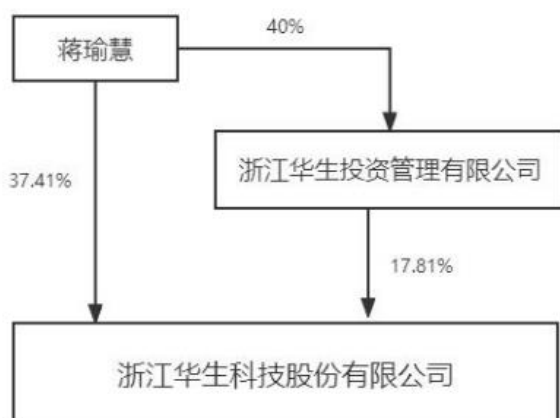 蒋瑜慧
40%
浙江华生投资管理有限公司
37.41%
17.81%
浙江华生科技股份有限公司